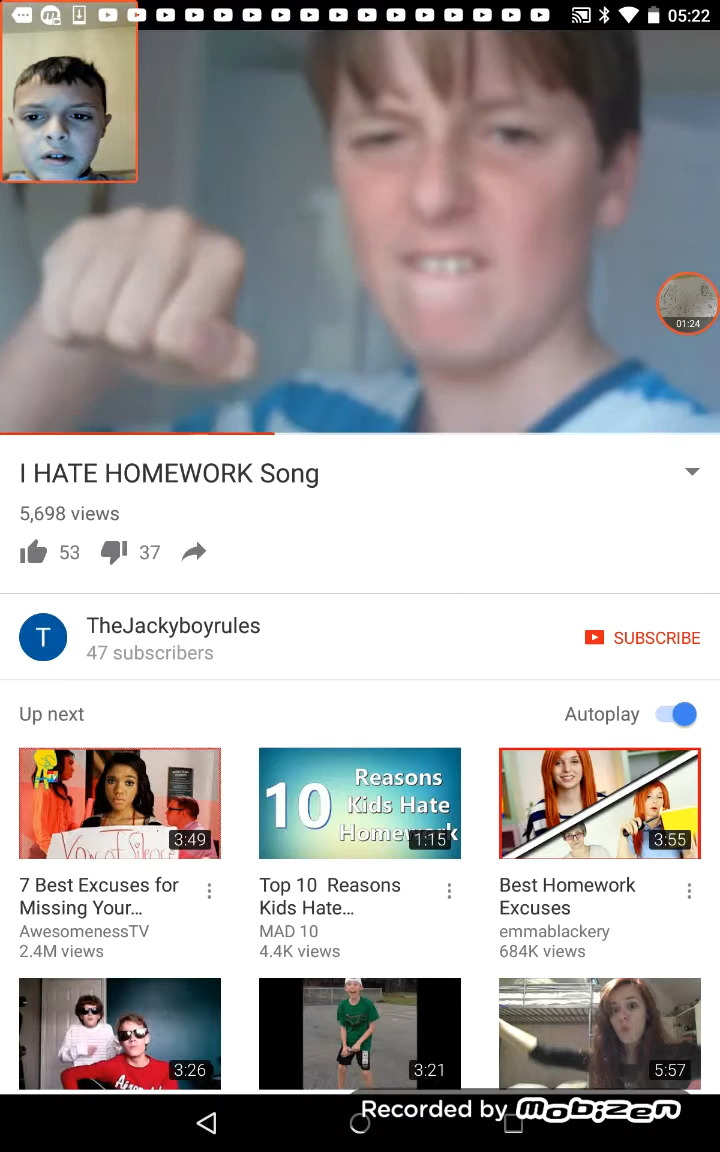 05:22
01:24
I HATE HOMEWORK Song
5,698 views
53 37
T
TheJackyboyrules
47 subscribers
SUBSCRIBE
Up next
Autoplay
3:49
10 Reasons
Kids Hate
Homework
1:15
3:55
7 Best Excuses for
Missing Your...
AwesomenessTV
2.4M views
Top 10 Reasons
Kids Hate...
MAD 10
4.4K views
Best Homework
Excuses
emmablackery
684K views
3:26
3:21
5:57
Recorded by mobizen